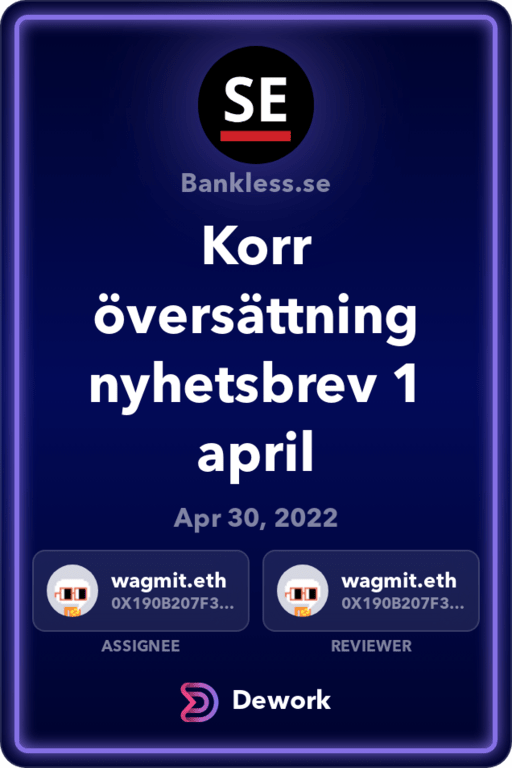 SE
Bankless.se
Korr
översättning
nyhetsbrev 1
april
Apr 30, 2022
wagmit.eth
0X190B207F3...
ASSIGNEE
wagmit.eth
0X190B207F3...
REVIEWER
Dework